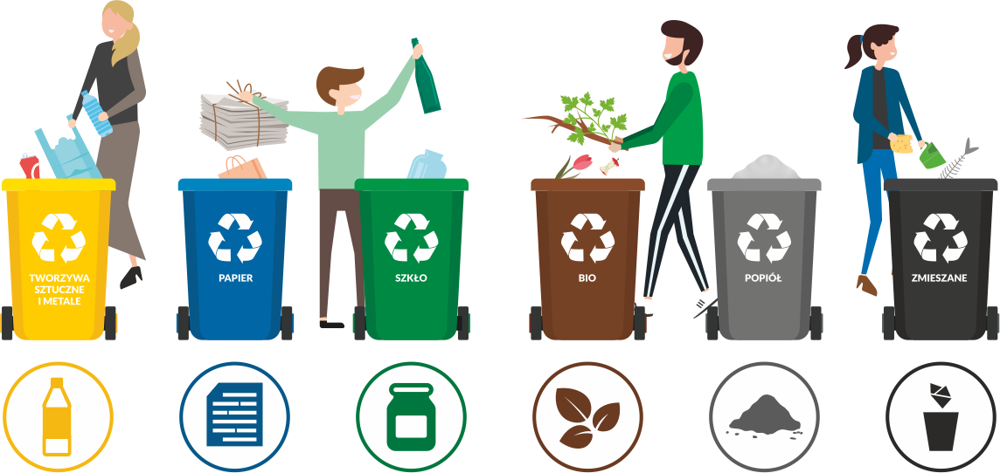 TWORZYWA
SZTUCZNE
I METALE
PAPIER
SZKŁO
BIO
POPIÓŁ
ZMIESZANE